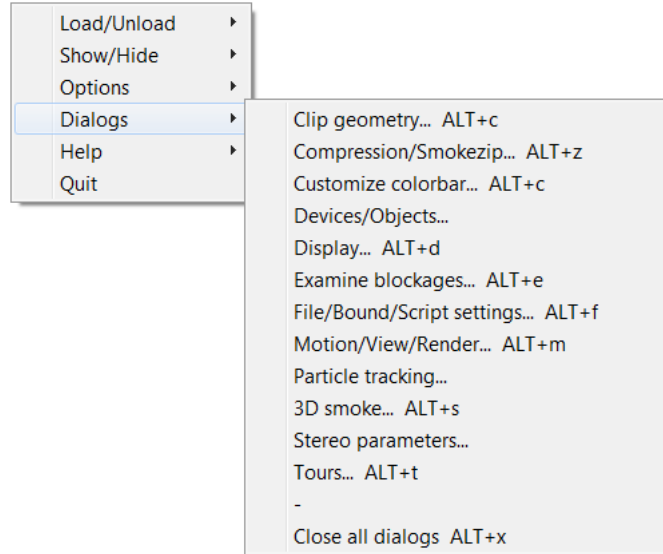 Load/Unload
Show/Hide
Options
Dialogs
Help
Quit
Clip geometry... ALT+c
Compression/Smokezip... ALT+z
Customize colorbar... ALT+c
Devices/Objects...
Display... ALT+d
Examine blockages... ALT+e
File/Bound/Script settings... ALT+f
Motion/View/Render... ALT+m
Particle tracking...
3D smoke... ALT+s
Stereo parameters...
Tours... ALT+t
-
Close all dialogs ALT+x